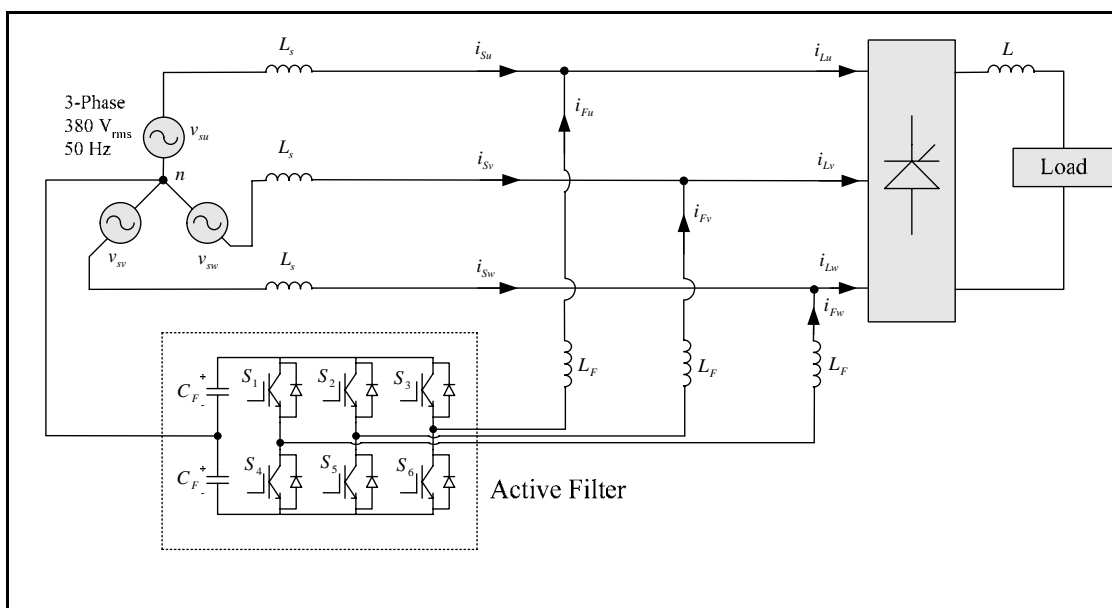 L_s
i_Su
i_Lu
L
3-Phase
380 V_rms
50 Hz
v_su
i_Fu
L_s
i_Sv
i_Lv
Load
n
i_Fv
v_sv
v_sw
L_s
i_Sw
i_Lw
i_Fw
L_F
L_F
L_F
C_F
+
-
S_1
S_2
S_3
C_F
+
-
S_4
S_5
S_6
Active Filter